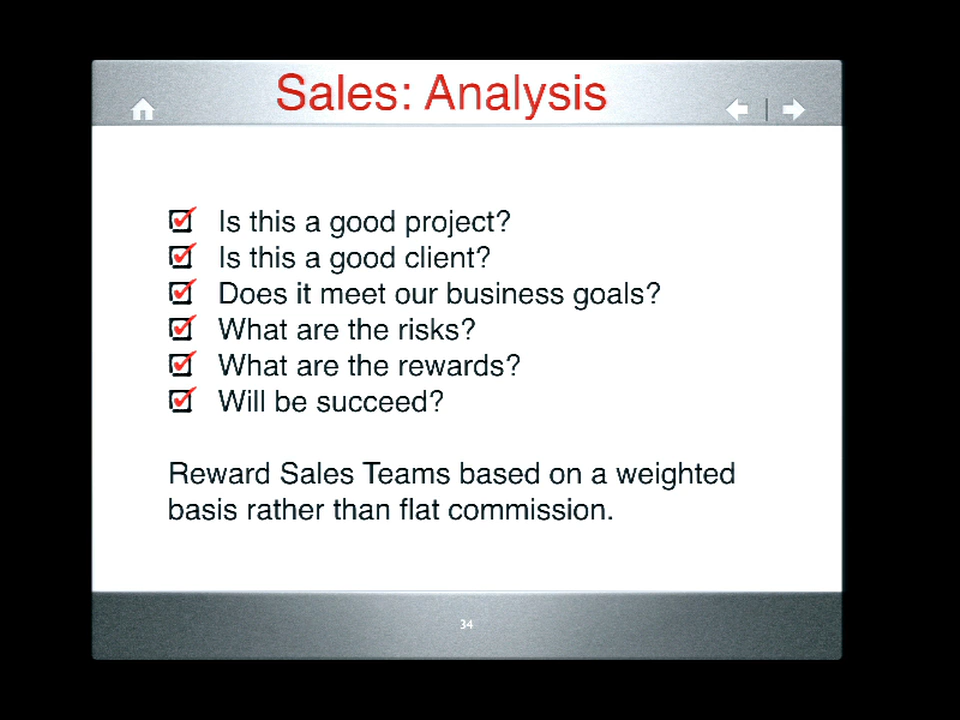 Sales: Analysis
Is this a good project?
Is this a good client?
Does it meet our business goals?
What are the risks?
What are the rewards?
Will be succeed?
Reward Sales Teams based on a weighted
basis rather than flat commission.
34